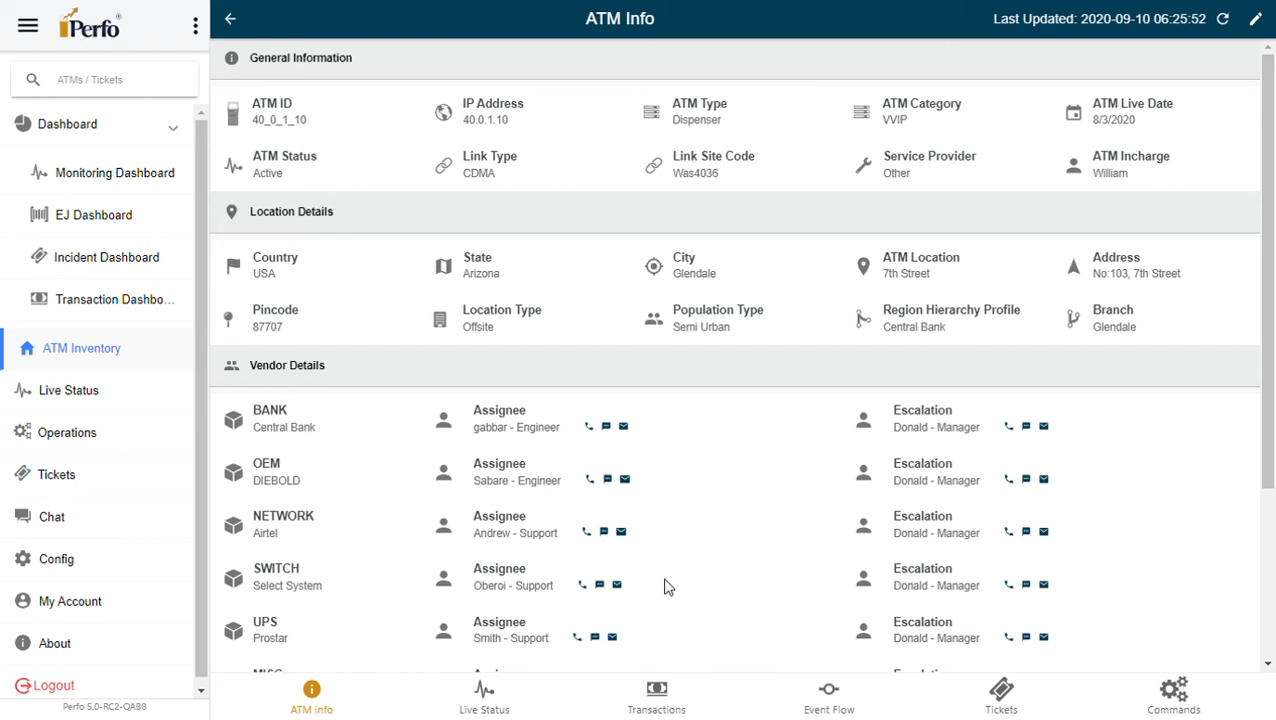 Perfo®
ATM Info
Last Updated: 2020-09-10 06:25:52
ATMs / Tickets
Dashboard
Monitoring Dashboard
EJ Dashboard
Incident Dashboard
Transaction Dashbo...
ATM Inventory
Live Status
Operations
Tickets
Chat
Config
My Account
About
Logout
Perfo 5.0-RC2-QAB8
General Information
ATM ID
40_0_1_10
IP Address
40.0.1.10
ATM Type
Dispenser
ATM Category
VVIP
ATM Live Date
8/3/2020
ATM Status
Active
Link Type
CDMA
Link Site Code
Was4036
Service Provider
Other
ATM Incharge
William
Location Details
Country
USA
State
Arizona
City
Glendale
ATM Location
7th Street
Address
No:103, 7th Street
Pincode
87707
Location Type
Offsite
Population Type
Semi Urban
Region Hierarchy Profile
Central Bank
Branch
Glendale
Vendor Details
BANK
Central Bank
Assignee
gabbar - Engineer
Escalation
Donald - Manager
OEM
DIEBOLD
Assignee
Sabare - Engineer
Escalation
Donald - Manager
NETWORK
Airtel
Assignee
Andrew - Support
Escalation
Donald - Manager
SWITCH
Select System
Assignee
Oberoi - Support
Escalation
Donald - Manager
UPS
Prostar
Assignee
Smith - Support
Escalation
Donald - Manager
ATM info
Live Status
Transactions
Event Flow
Tickets
Commands